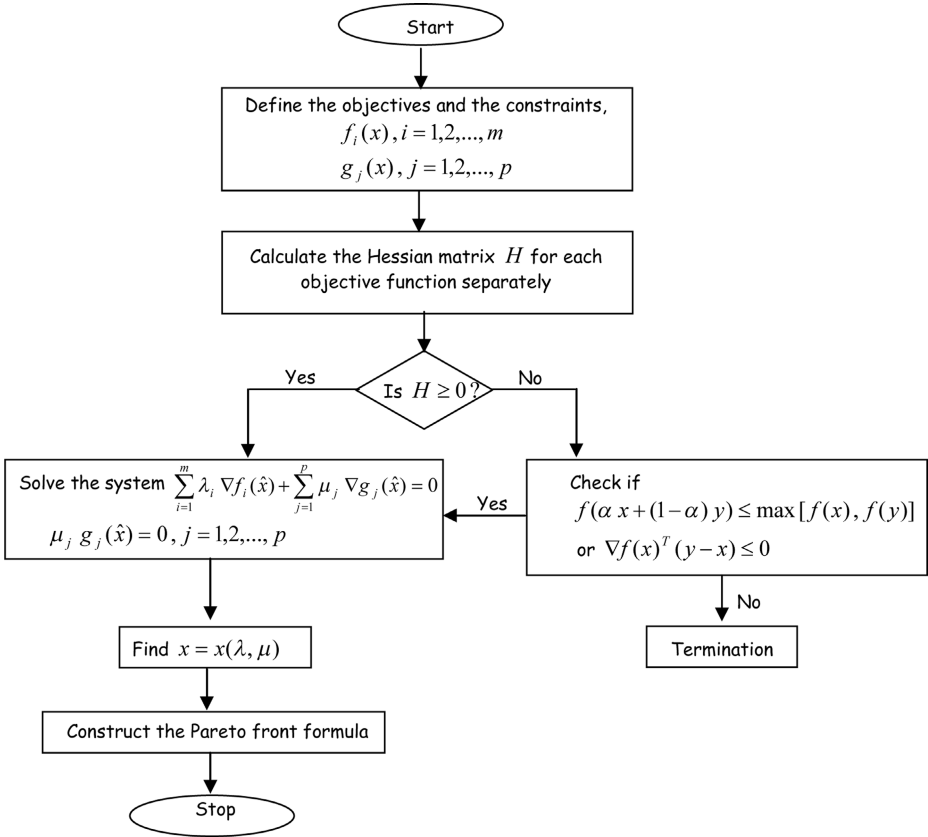 Start
Define the objectives and the constraints,
f_i(x), i = 1,2,..., m
g_j(x), j = 1,2,..., p
Calculate the Hessian matrix H for each
objective function separately
Yes
Is H ≥ 0?
No
Solve the system \sum_{i=1}^{m} λ_i ∇f_i(x̂) + \sum_{j=1}^{p} μ_j ∇g_j(x̂) = 0
μ_j g_j(x̂) = 0, j = 1,2,..., p
Yes
Check if
f(α x + (1−α) y) ≤ max[f(x), f(y)]
or ∇f(x)^T (y−x) ≤ 0
No
Termination
Find x = x(λ, μ)
Construct the Pareto front formula
Stop